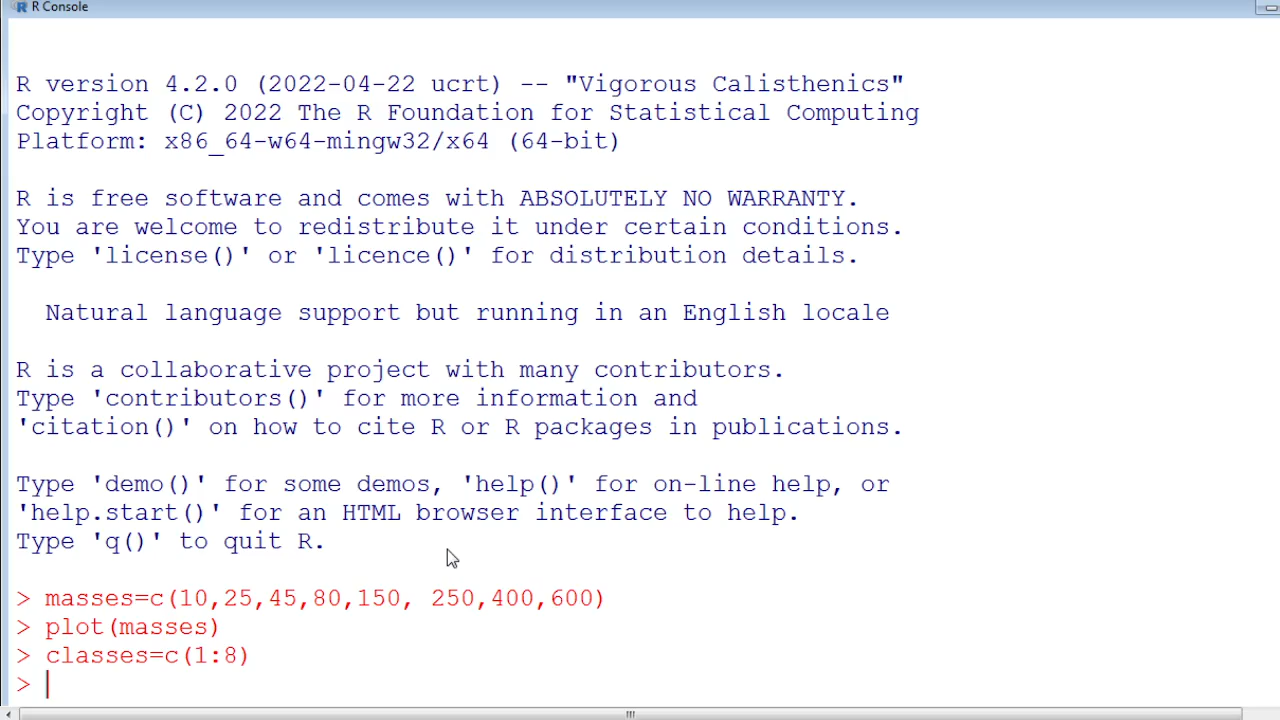 R Console
R version 4.2.0 (2022-04-22 ucrt) -- "Vigorous Calisthenics"
Copyright (C) 2022 The R Foundation for Statistical Computing
Platform: x86_64-w64-mingw32/x64 (64-bit)
R is free software and comes with ABSOLUTELY NO WARRANTY.
You are welcome to redistribute it under certain conditions.
Type 'license()' or 'licence()' for distribution details.
Natural language support but running in an English locale
R is a collaborative project with many contributors.
Type 'contributors()' for more information and
'citation()' on how to cite R or R packages in publications.
Type 'demo()' for some demos, 'help()' for on-line help, or
'help.start()' for an HTML browser interface to help.
Type 'q()' to quit R.
> masses=c(10,25,45,80,150, 250,400,600)
> plot(masses)
> classes=c(1:8)
>